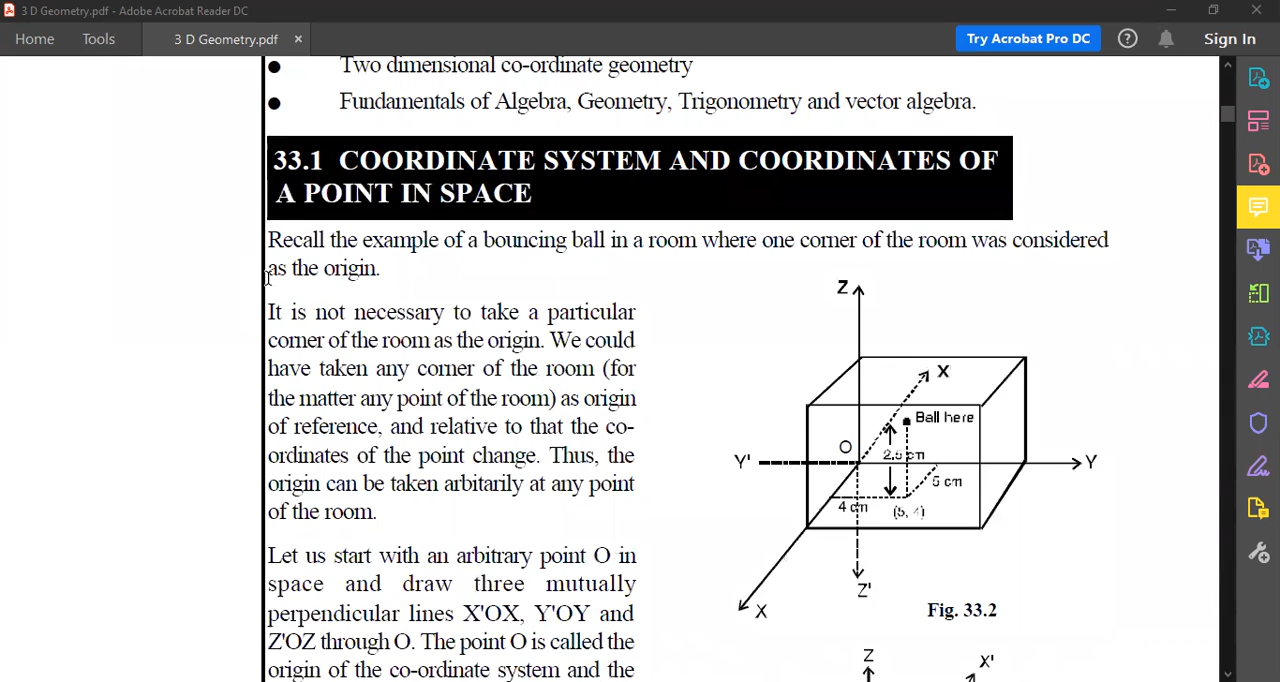 3 D Geometry.pdf - Adobe Acrobat Reader DC
Home
Tools
3 D Geometry.pdf ×
Try Acrobat Pro DC
?
Sign In
● Two dimensional co-ordinate geometry
● Fundamentals of Algebra, Geometry, Trigonometry and vector algebra.
33.1 COORDINATE SYSTEM AND COORDINATES OF
A POINT IN SPACE
Recall the example of a bouncing ball in a room where one corner of the room was considered
as the origin.
It is not necessary to take a particular
corner of the room as the origin. We could
have taken any corner of the room (for
the matter any point of the room) as origin
of reference, and relative to that the co-
ordinates of the point change. Thus, the
origin can be taken arbitarily at any point
of the room.
Let us start with an arbitrary point O in
space and draw three mutually
perpendicular lines X'OX, Y'OY and
Z'OZ through O. The point O is called the
origin of the co-ordinate system and the
Z
X
Ball here
O
2.5 cm
Y'
Y
5 cm
4 cm
(5, 4)
Z'
X
Fig. 33.2
Z
X'